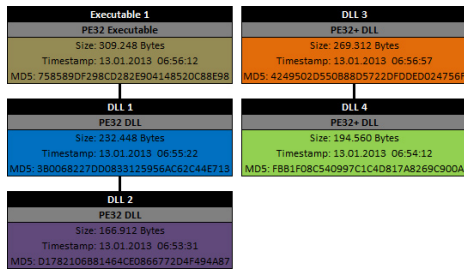 Executable 1
PE32 Executable
Size: 309.248 Bytes
Timestamp: 13.01.2013 06:56:12
MD5: 758589DF298CD282E904148520C88E98
DLL 1
PE32 DLL
Size: 232.448 Bytes
Timestamp: 13.01.2013 06:55:22
MD5: 3B0068227DD0833125956AC62C44E713
DLL 2
PE32 DLL
Size: 166.912 Bytes
Timestamp: 13.01.2013 06:53:31
MD5: D1782106B81464CE0866772D4F494A87
DLL 3
PE32+ DLL
Size: 269.312 Bytes
Timestamp: 13.01.2013 06:56:57
MD5: 4249502D550B88D5722DFDDED024756F
DLL 4
PE32+ DLL
Size: 194.560 Bytes
Timestamp: 13.01.2013 06:54:12
MD5: FBB1F08C540997C1C4D817A8269C900A